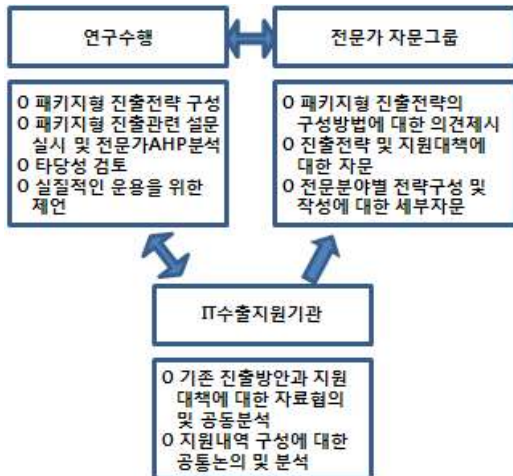 연구수행
전문가 자문그룹
O 패키지형 진출전략 구성
O 패키지형 진출관련 설문
실시 및 전문가AHP분석
O 타당성 검토
O 실질적인 운용을 위한
제언
O 패키지형 진출전략의
구성방법에 대한 의견제시
O 진출전략 및 지원대책에
대한 자문
O 전문분야별 전략구성 및
작성에 대한 세부자문
IT수출지원기관
O 기존 진출방안과 지원
대책에 대한 자료협의
및 공동분석
O 지원내역 구성에 대한
공통논의 및 분석